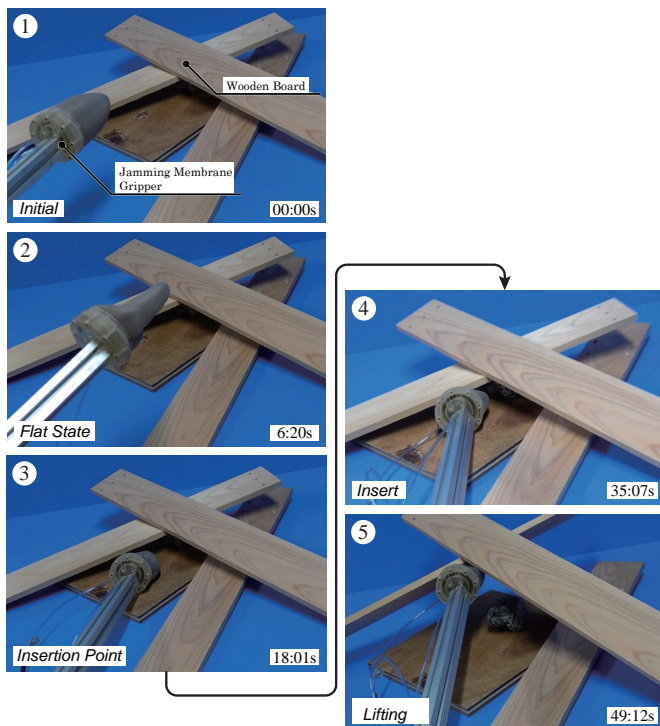 1
Wooden Board
Jamming Membrane
Gripper
Initial
00:00s
2
Flat State
6:20s
3
Insertion Point
18:01s
4
Insert
35:07s
5
Lifting
49:12s